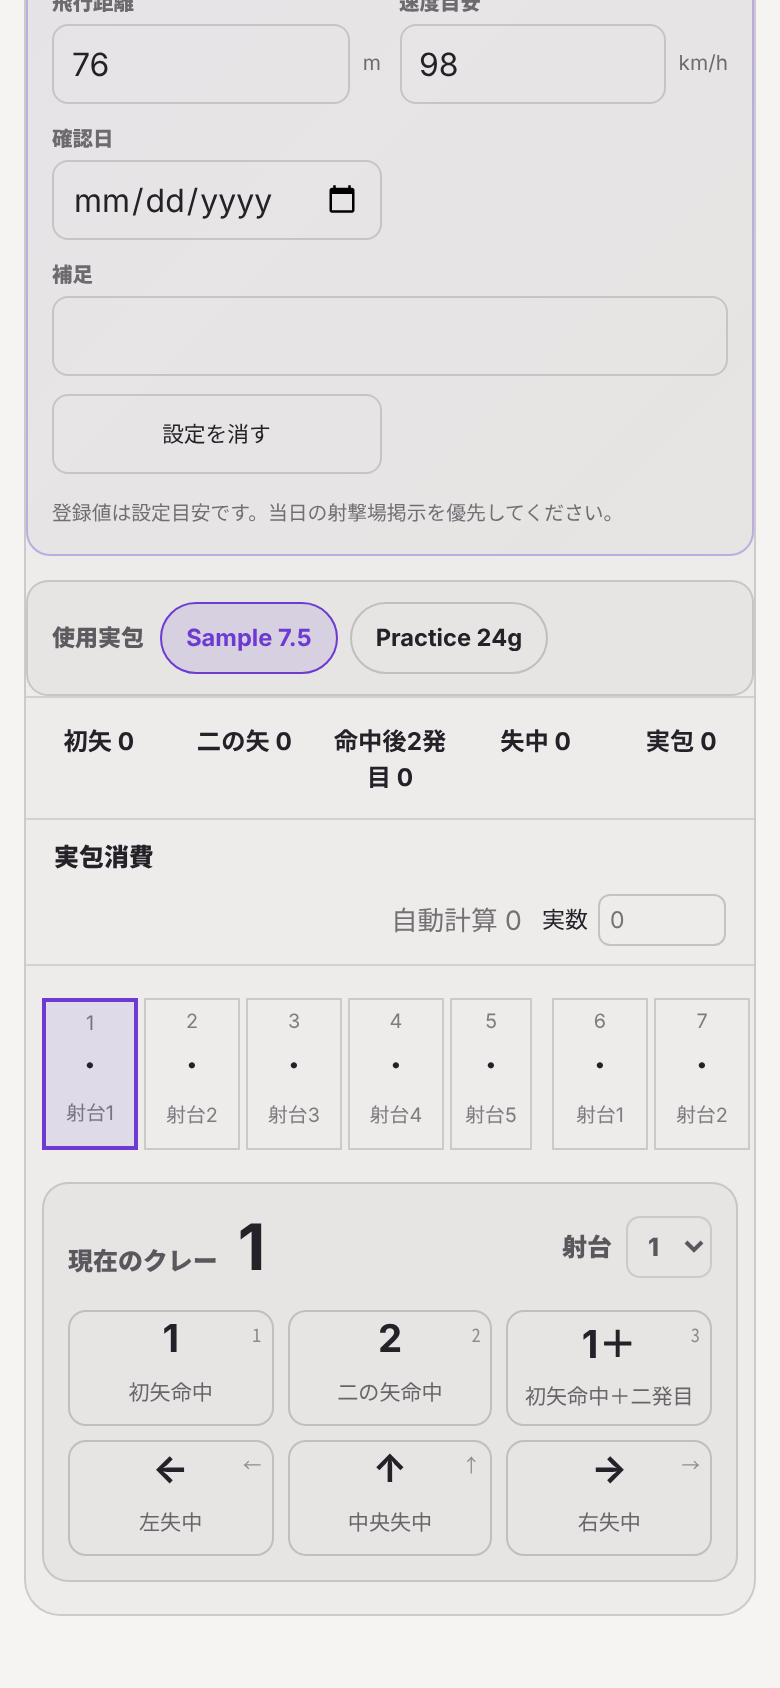 飛行距離 速度目安
76 m 98 km/h
確認日
mm/dd/yyyy
補足
設定を消す
登録値は設定目安です。当日の射撃場掲示を優先してください。
使用実包 Sample 7.5 Practice 24g
初矢 0 二の矢 0 命中後2発目 0 失中 0 実包 0
実包消費
自動計算 0 実数 0
1 2 3 4 5 6 7
• • • • • • •
射台1 射台2 射台3 射台4 射台5 射台1 射台2
現在のクレー 1 射台 1
1 1 2 2 1＋ 3
初矢命中 二の矢命中 初矢命中＋二発目
← ← ↑ ↑ → →
左失中 中央失中 右失中